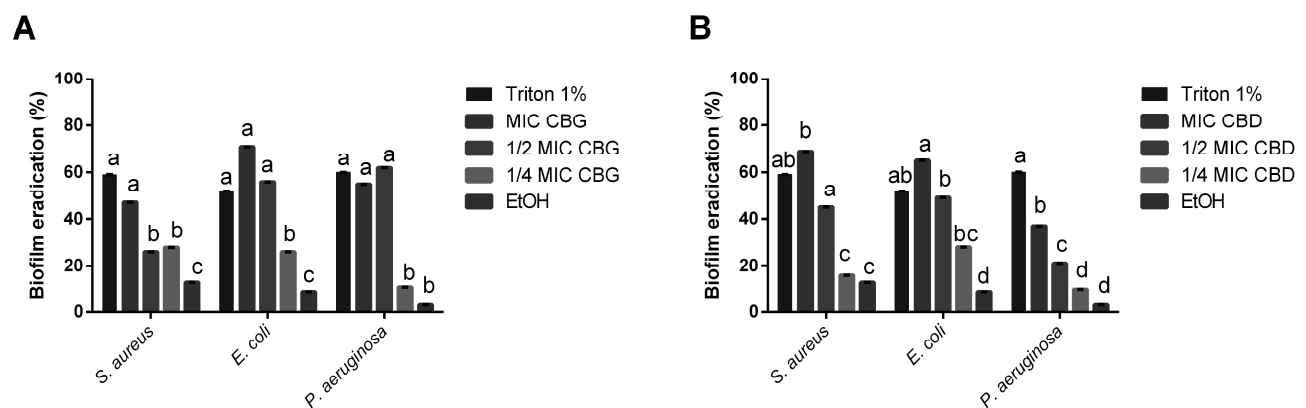 A
Biofilm eradication (%)
100
80
60
40
20
0
a
a
b
b
c
a
a
a
b
c
a
a
a
b
b
S. aureus
E. coli
P. aeruginosa
Triton 1%
MIC CBG
1/2 MIC CBG
1/4 MIC CBG
EtOH
B
Biofilm eradication (%)
100
80
60
40
20
0
ab
b
a
c
c
ab
a
b
bc
d
a
b
c
d
d
S. aureus
E. coli
P. aeruginosa
Triton 1%
MIC CBD
1/2 MIC CBD
1/4 MIC CBD
EtOH